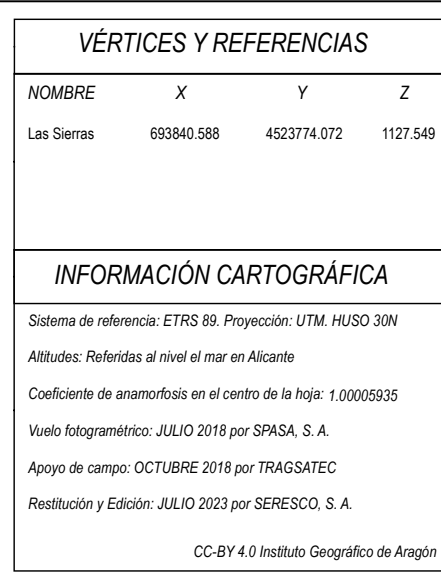 VÉRTICES Y REFERENCIAS
NOMBRE X Y Z
Las Sierras 693840.588 4523774.072 1127.549
INFORMACIÓN CARTOGRÁFICA
Sistema de referencia: ETRS 89. Proyección: UTM. HUSO 30N
Altitudes: Referidas al nivel el mar en Alicante
Coeficiente de anamorfosis en el centro de la hoja: 1.00005935
Vuelo fotogramétrico: JULIO 2018 por SPASA, S. A.
Apoyo de campo: OCTUBRE 2018 por TRAGSATEC
Restitución y Edición: JULIO 2023 por SERESCO, S. A.
CC-BY 4.0 Instituto Geográfico de Aragón